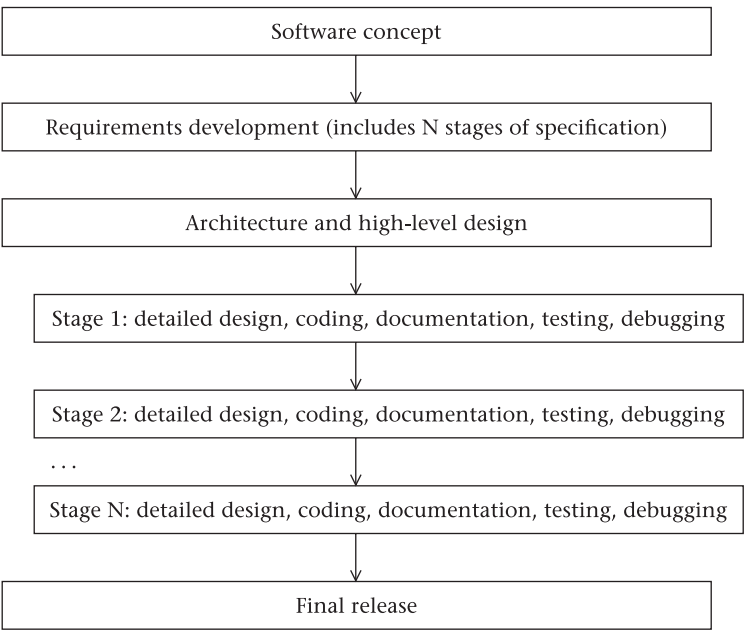 Software concept
Requirements development (includes N stages of specification)
Architecture and high-level design
Stage 1: detailed design, coding, documentation, testing, debugging
Stage 2: detailed design, coding, documentation, testing, debugging
...
Stage N: detailed design, coding, documentation, testing, debugging
Final release